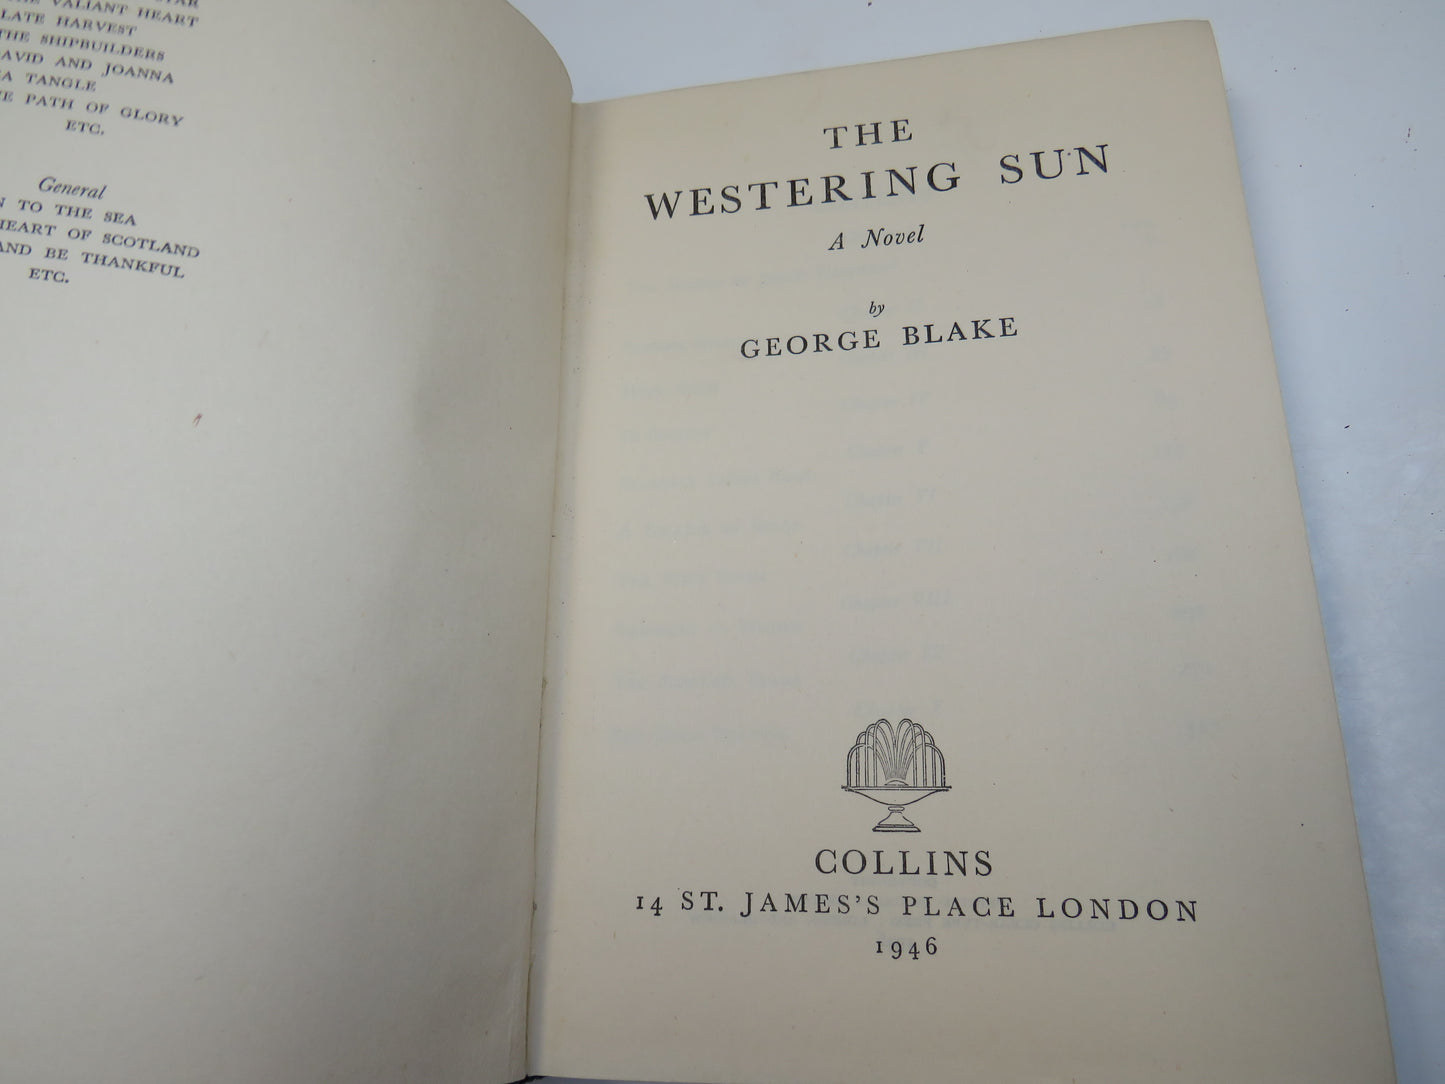 VALIANT HEART
LATE HARVEST
THE SHIPBUILDERS
AND JOANNA
TANGLE
PATH OF GLORY
ETC.
General
TO THE SEA
HEART OF SCOTLAND
AND BE THANKFUL
ETC.
THE
WESTERING SUN
A Novel
by
GEORGE BLAKE
COLLINS
14 ST. JAMES'S PLACE LONDON
1946